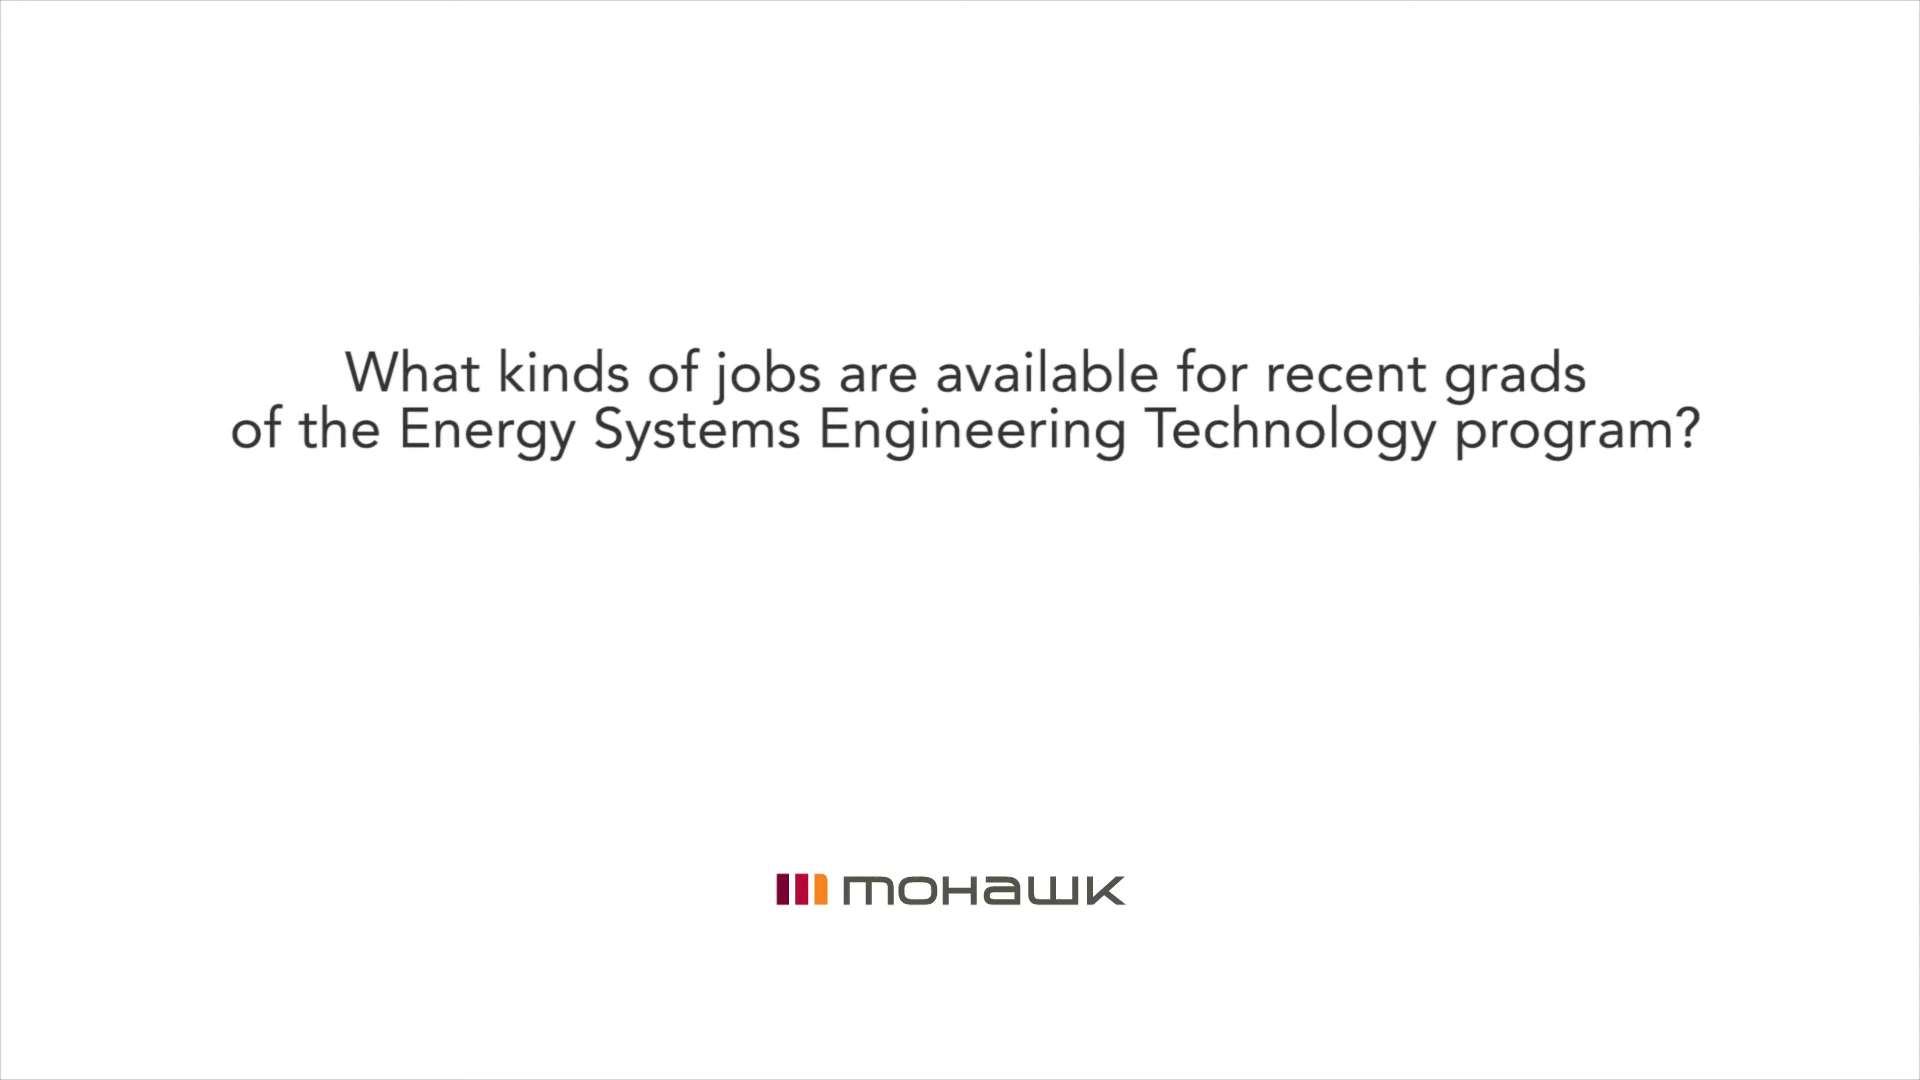 What kinds of jobs are available for recent grads
of the Energy Systems Engineering Technology program?
mohawk